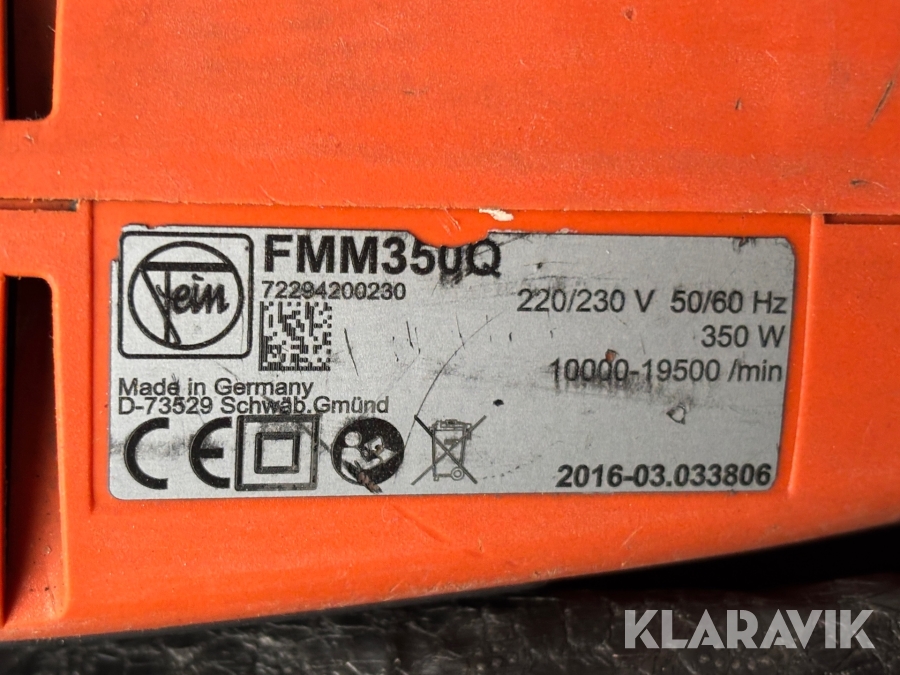 Fein
FMM350Q
72294200230
220/230 V 50/60 Hz
350 W
10000-19500 /min
Made in Germany
D-73529 Schwäb.Gmünd
CE
2016-03.033806
KLARAVIK